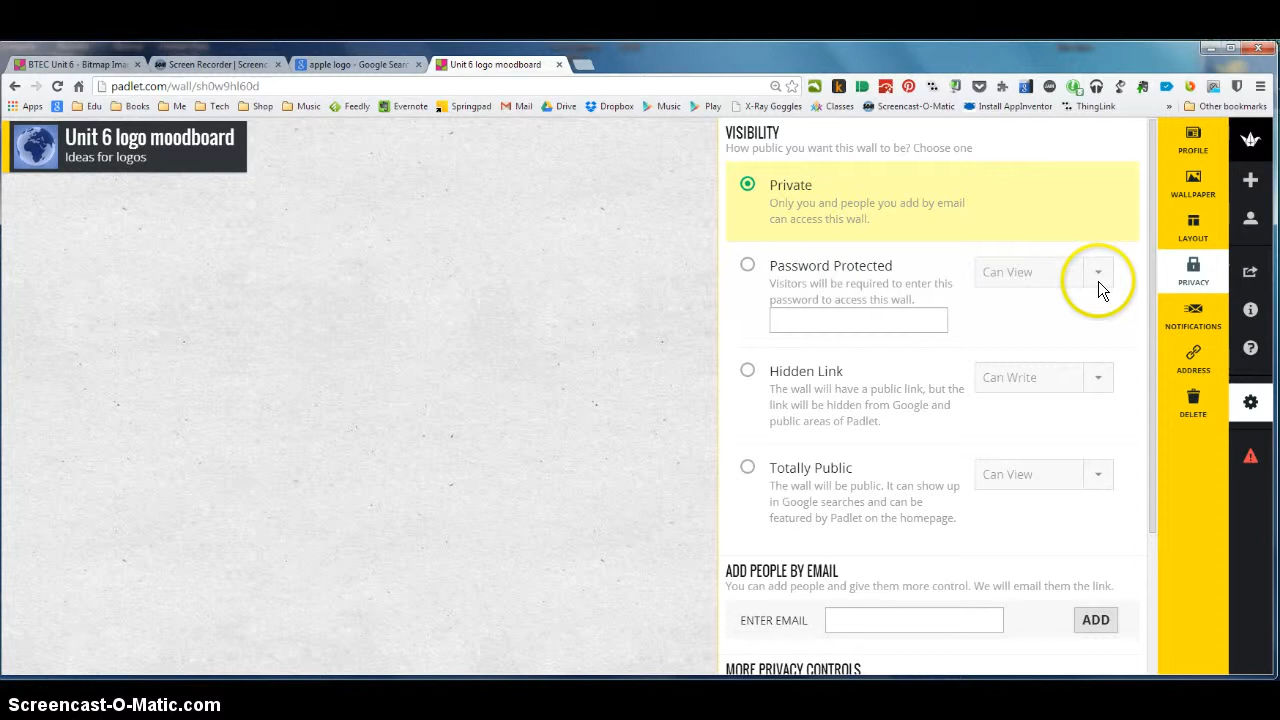 BTEC Unit 6 - Bitmap Ima
Screen Recorder | Screenc
apple logo - Google Searc
Unit 6 logo moodboard
padlet.com/wall/sh0w9hl60d
Apps Edu Books Me Tech Shop Music Feedly Evernote Springpad Mail Drive Dropbox Music Play X-Ray Goggles Classes Screencast-O-Matic Install AppInventor ThingLink » Other bookmarks
Unit 6 logo moodboard
Ideas for logos
VISIBILITY
How public you want this wall to be? Choose one
Private
Only you and people you add by email
can access this wall.
Password Protected
Can View
Visitors will be required to enter this
password to access this wall.
Hidden Link
Can Write
The wall will have a public link, but the
link will be hidden from Google and
public areas of Padlet.
Totally Public
Can View
The wall will be public. It can show up
in Google searches and can be
featured by Padlet on the homepage.
ADD PEOPLE BY EMAIL
You can add people and give them more control. We will email them the link.
ENTER EMAIL
ADD
MORE PRIVACY CONTROLS
PROFILE
WALLPAPER
LAYOUT
PRIVACY
NOTIFICATIONS
ADDRESS
DELETE
Screencast-O-Matic.com